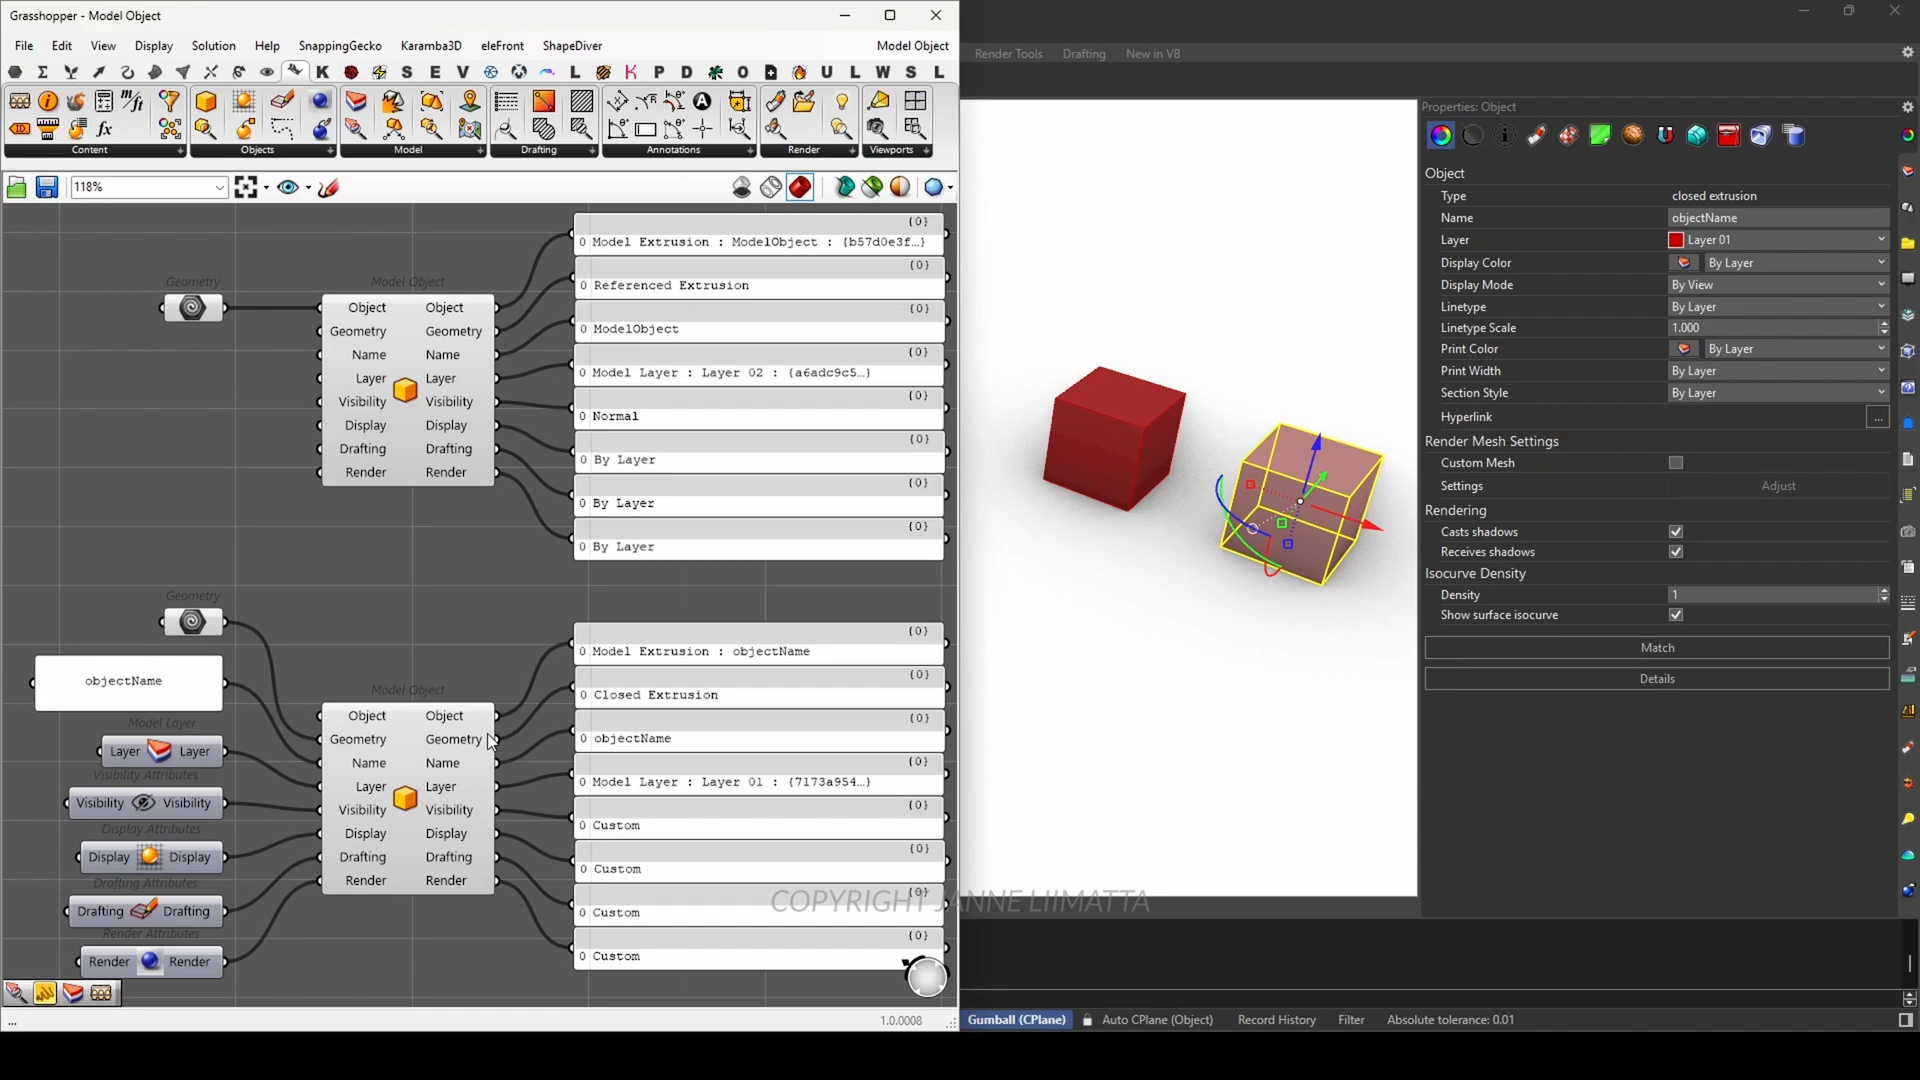 Grasshopper - Model Object
File Edit View Display Solution Help SnappingGecko Karamba3D eleFront ShapeDiver Model Object
Render Tools Drafting New in V8
K S E V L K P D O U L W S L
m/ft
ID fx
Content Objects Model Drafting Annotations Render Viewports
118%
Properties: Object
Object
Type closed extrusion
Name objectName
Layer Layer 01
Display Color By Layer
Display Mode By View
Linetype By Layer
Linetype Scale 1.000
Print Color By Layer
Print Width By Layer
Section Style By Layer
Hyperlink ...
Render Mesh Settings
Custom Mesh
Settings Adjust
Rendering
Casts shadows
Receives shadows
Isocurve Density
Density 1
Show surface isocurve
Match
Details
Geometry
Model Object
Object Object
Geometry Geometry
Name Name
Layer Layer
Visibility Visibility
Display Display
Drafting Drafting
Render Render
{0}
0 Model Extrusion : ModelObject : {b57d0e3f…}
{0}
0 Referenced Extrusion
{0}
0 ModelObject
{0}
0 Model Layer : Layer 02 : {a6adc9c5…}
{0}
0 Normal
{0}
0 By Layer
{0}
0 By Layer
{0}
0 By Layer
Geometry
objectName
Model Layer
Layer Layer
Visibility Attributes
Visibility Visibility
Display Attributes
Display Display
Drafting Attributes
Drafting Drafting
Render Attributes
Render Render
Model Object
Object Object
Geometry Geometry
Name Name
Layer Layer
Visibility Visibility
Display Display
Drafting Drafting
Render Render
{0}
0 Model Extrusion : objectName
{0}
0 Closed Extrusion
{0}
0 objectName
{0}
0 Model Layer : Layer 01 : {7173a954…}
{0}
0 Custom
{0}
0 Custom
{0}
0 Custom
{0}
0 Custom
COPYRIGHT JANNE LIIMATTA
... 1.0.0008
Gumball (CPlane) Auto CPlane (Object) Record History Filter Absolute tolerance: 0.01